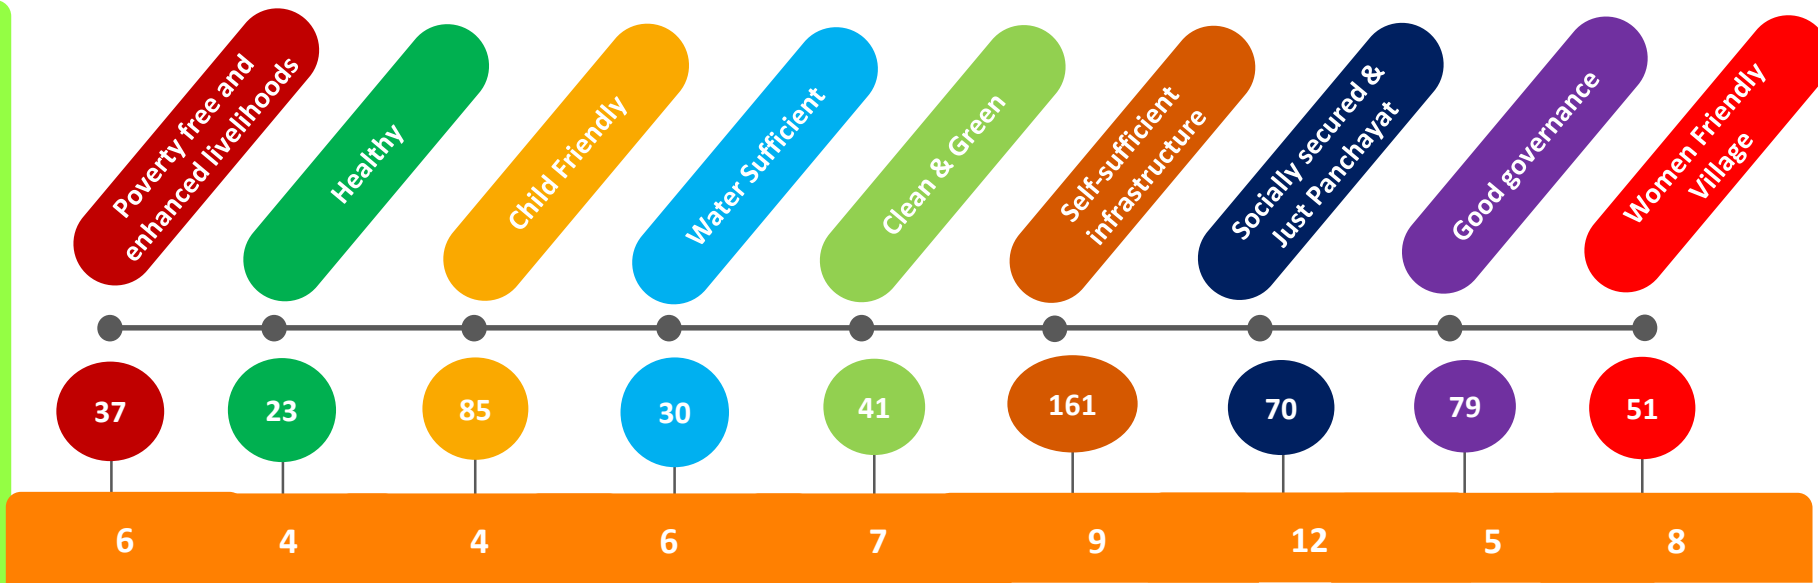 Poverty free and
enhanced livelihoods
Healthy
Child Friendly
Water Sufficient
Clean & Green
Self-sufficient
infrastructure
Socially secured &
Just Panchayat
Good governance
Women Friendly
Village
37 23 85 30 41 161 70 79 51
6 4 4 6 7 9 12 5 8